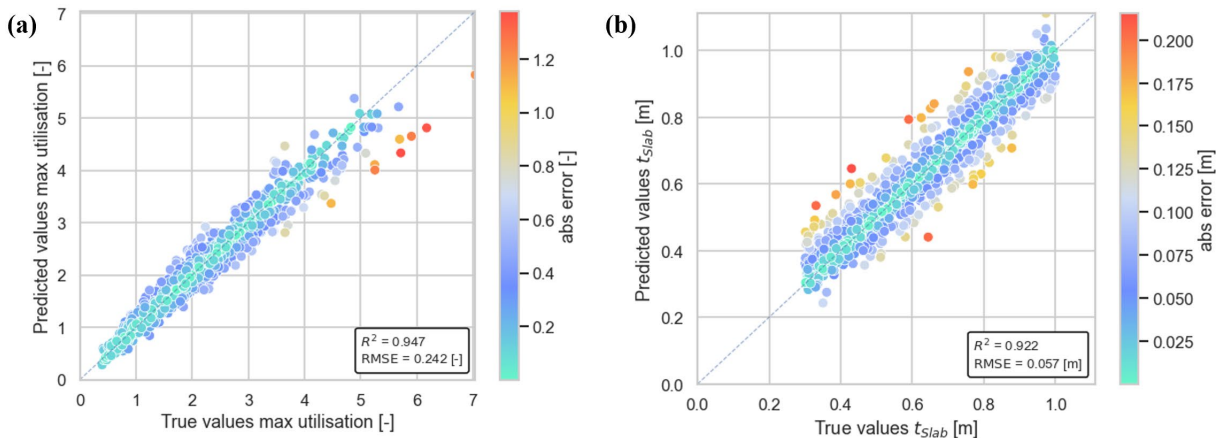 (a)
7
6
5
4
3
2
1
0
Predicted values max utilisation [-]
0 1 2 3 4 5 6 7
True values max utilisation [-]
R² = 0.947
RMSE = 0.242 [-]
1.2
1.0
0.8
0.6
0.4
0.2
abs error [-]
(b)
1.0
0.8
0.6
0.4
0.2
0.0
Predicted values t_Slab [m]
0.0 0.2 0.4 0.6 0.8 1.0
True values t_Slab [m]
R² = 0.922
RMSE = 0.057 [m]
0.200
0.175
0.150
0.125
0.100
0.075
0.050
0.025
abs error [m]